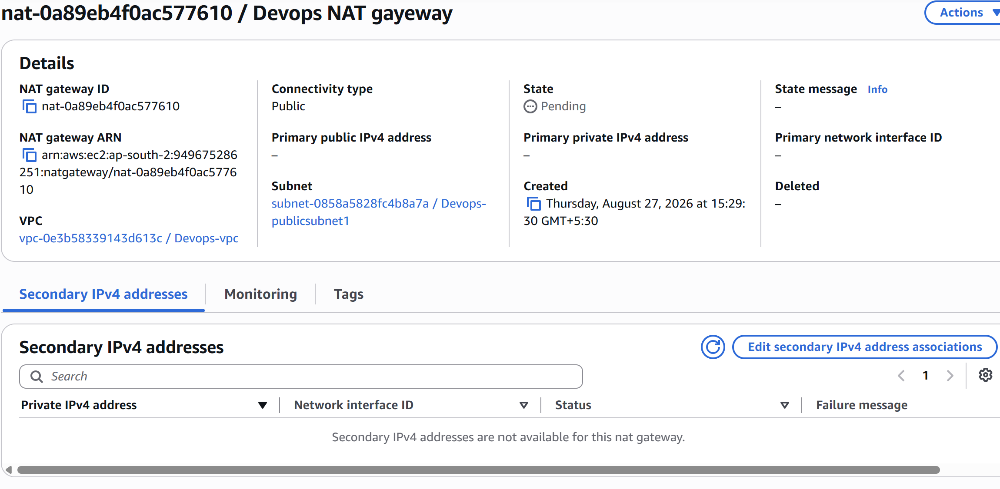 nat-0a89eb4f0ac577610 / Devops NAT gayeway
Actions
Details
NAT gateway ID
nat-0a89eb4f0ac577610
NAT gateway ARN
arn:aws:ec2:ap-south-2:949675286
251:natgateway/nat-0a89eb4f0ac5776
10
VPC
vpc-0e3b58339143d613c / Devops-vpc
Connectivity type
Public
Primary public IPv4 address
–
Subnet
subnet-0858a5828fc4b8a7a / Devops-
publicsubnet1
State
Pending
Primary private IPv4 address
–
Created
Thursday, August 27, 2026 at 15:29:
30 GMT+5:30
State message Info
–
Primary network interface ID
–
Deleted
–
Secondary IPv4 addresses
Monitoring
Tags
Secondary IPv4 addresses
Edit secondary IPv4 address associations
Search
1
Private IPv4 address
Network interface ID
Status
Failure message
Secondary IPv4 addresses are not available for this nat gateway.